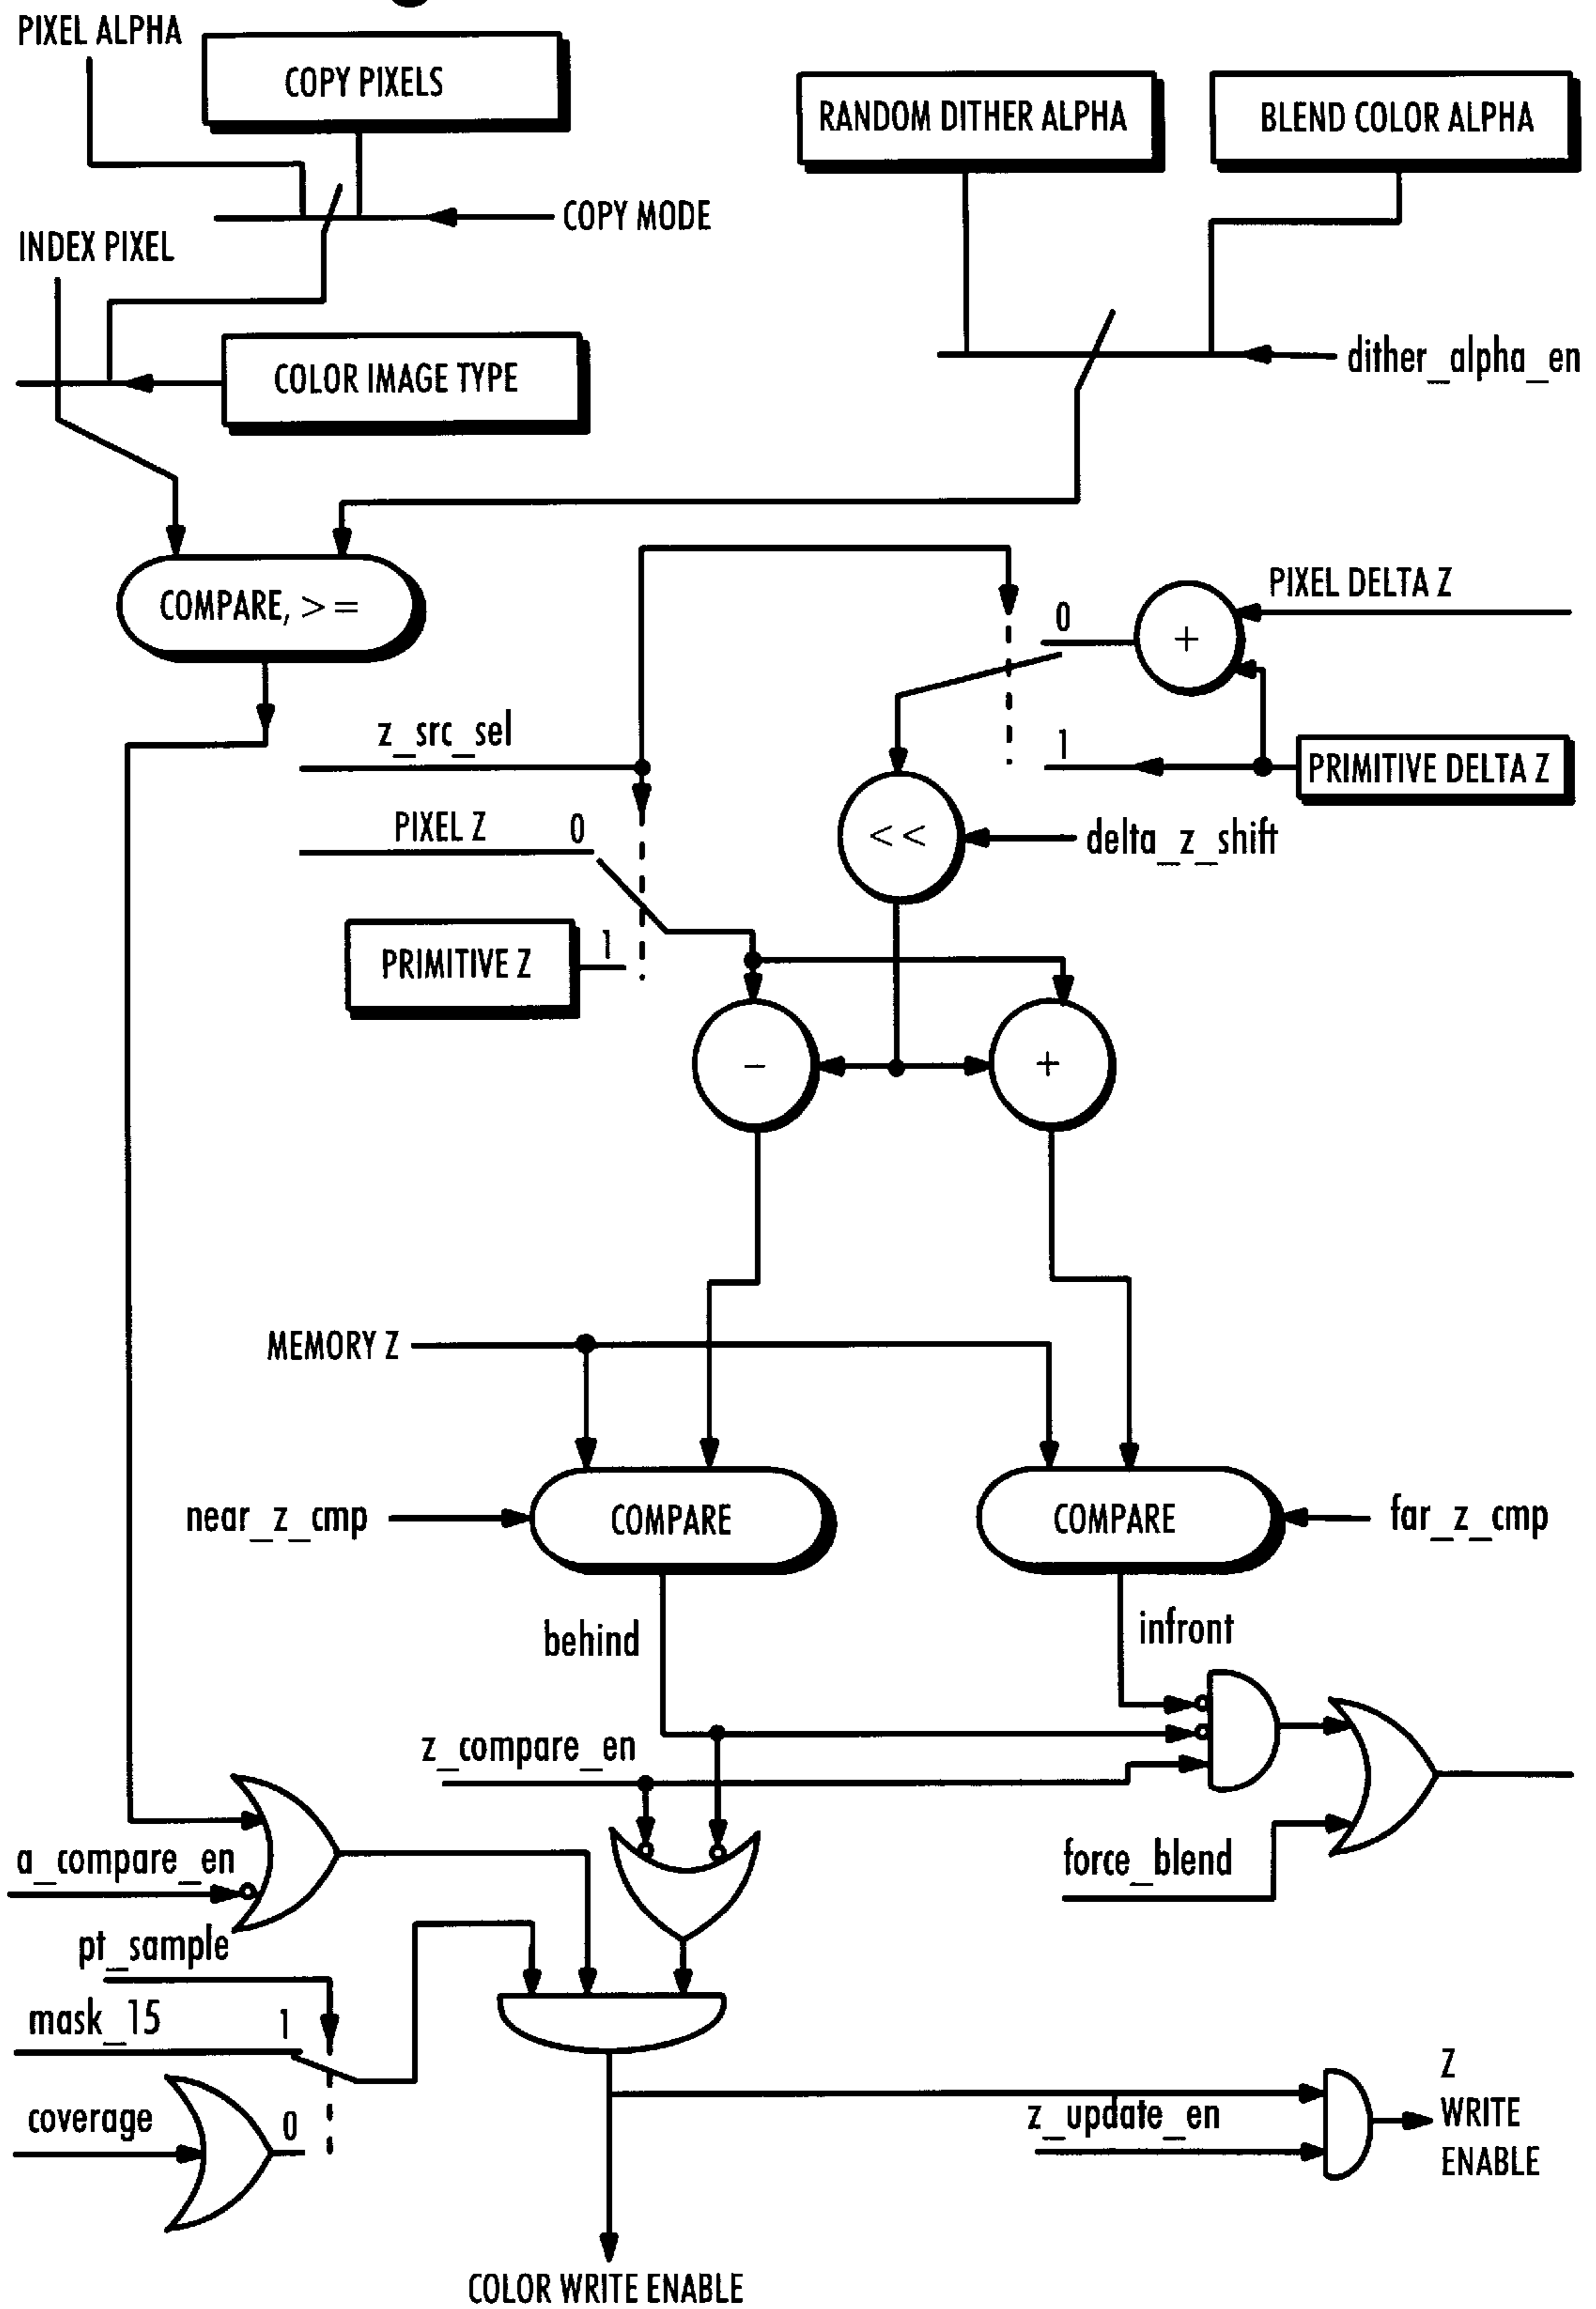 PIXEL ALPHA
COPY PIXELS
RANDOM DITHER ALPHA
BLEND COLOR ALPHA
COPY MODE
INDEX PIXEL
COLOR IMAGE TYPE
dither_alpha_en
COMPARE, >=
PIXEL DELTA Z
0
+
z_src_sel
1
PRIMITIVE DELTA Z
PIXEL Z
0
<<
delta_z_shift
PRIMITIVE Z
1
-
+
MEMORY Z
near_z_cmp
COMPARE
COMPARE
far_z_cmp
behind
infront
z_compare_en
a_compare_en
force_blend
pt_sample
mask_15
1
coverage
0
z_update_en
Z
WRITE
ENABLE
COLOR WRITE ENABLE